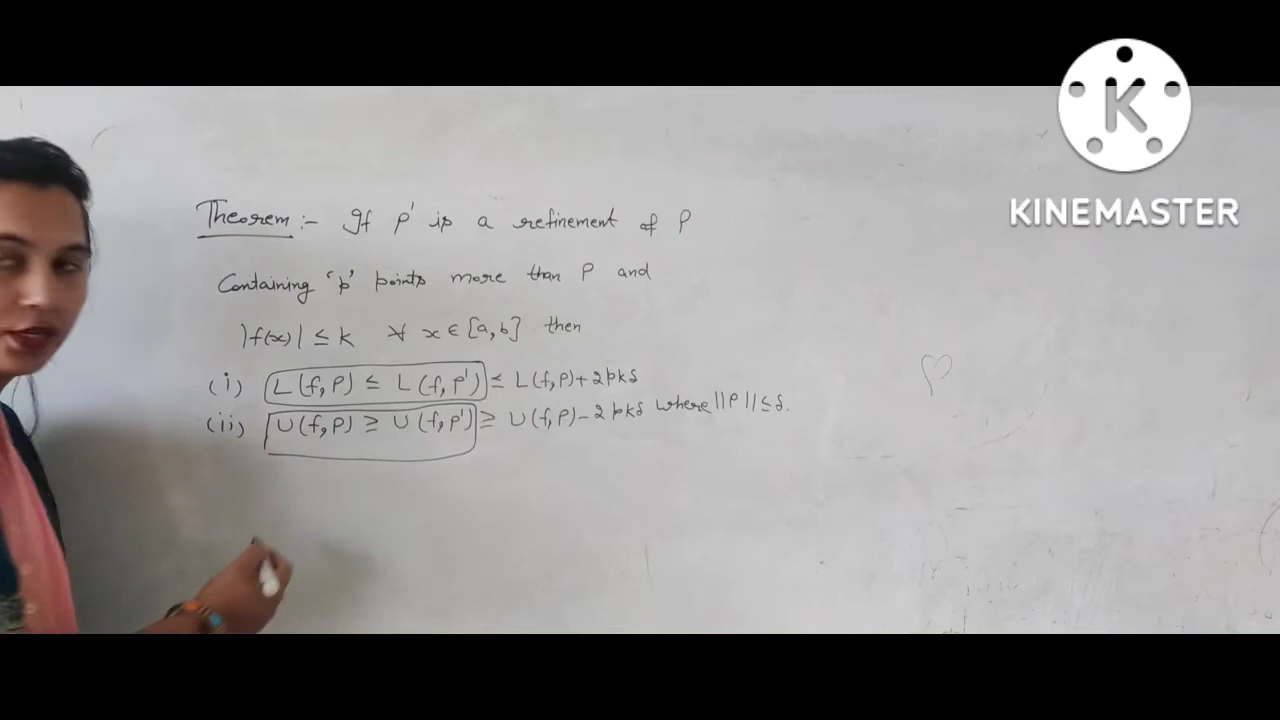 K
KINEMASTER
Theorem :- If P' is a refinement of P
Containing 'p' points more than P and
|f(x)| ≤ k ∀ x ∈ [a,b] then
(i) L(f,P) ≤ L(f,P') ≤ L(f,P)+2pkδ
(ii) U(f,P) ≥ U(f,P') ≥ U(f,P)-2pkδ where ||P|| ≤ δ.